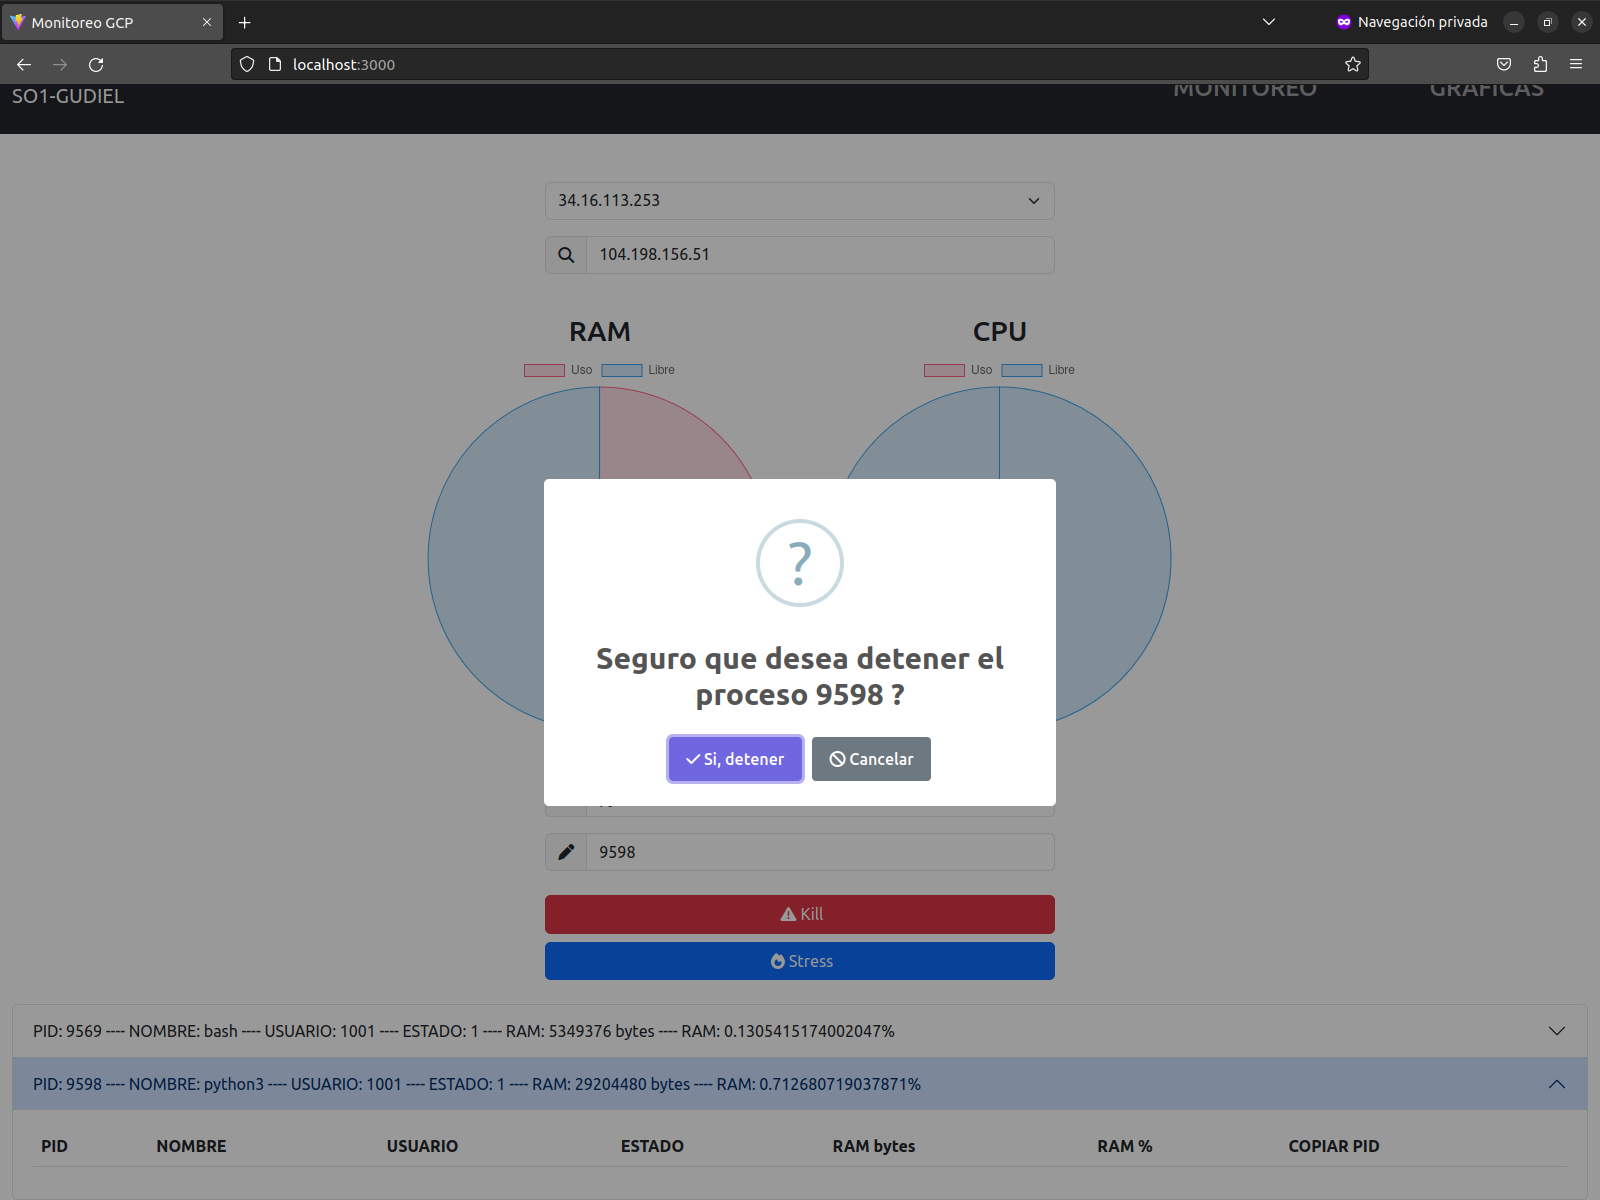 Monitoreo GCP
Navegación privada
localhost:3000
SO1-GUDIEL
MONITOREO
GRAFICAS
34.16.113.253
104.198.156.51
RAM
CPU
Uso Libre
Uso Libre
?
Seguro que desea detener el
proceso 9598 ?
Si, detener
Cancelar
9598
Kill
Stress
PID: 9569 ---- NOMBRE: bash ---- USUARIO: 1001 ---- ESTADO: 1 ---- RAM: 5349376 bytes ---- RAM: 0.1305415174002047%
PID: 9598 ---- NOMBRE: python3 ---- USUARIO: 1001 ---- ESTADO: 1 ---- RAM: 29204480 bytes ---- RAM: 0.712680719037871%
PID NOMBRE USUARIO ESTADO RAM bytes RAM % COPIAR PID